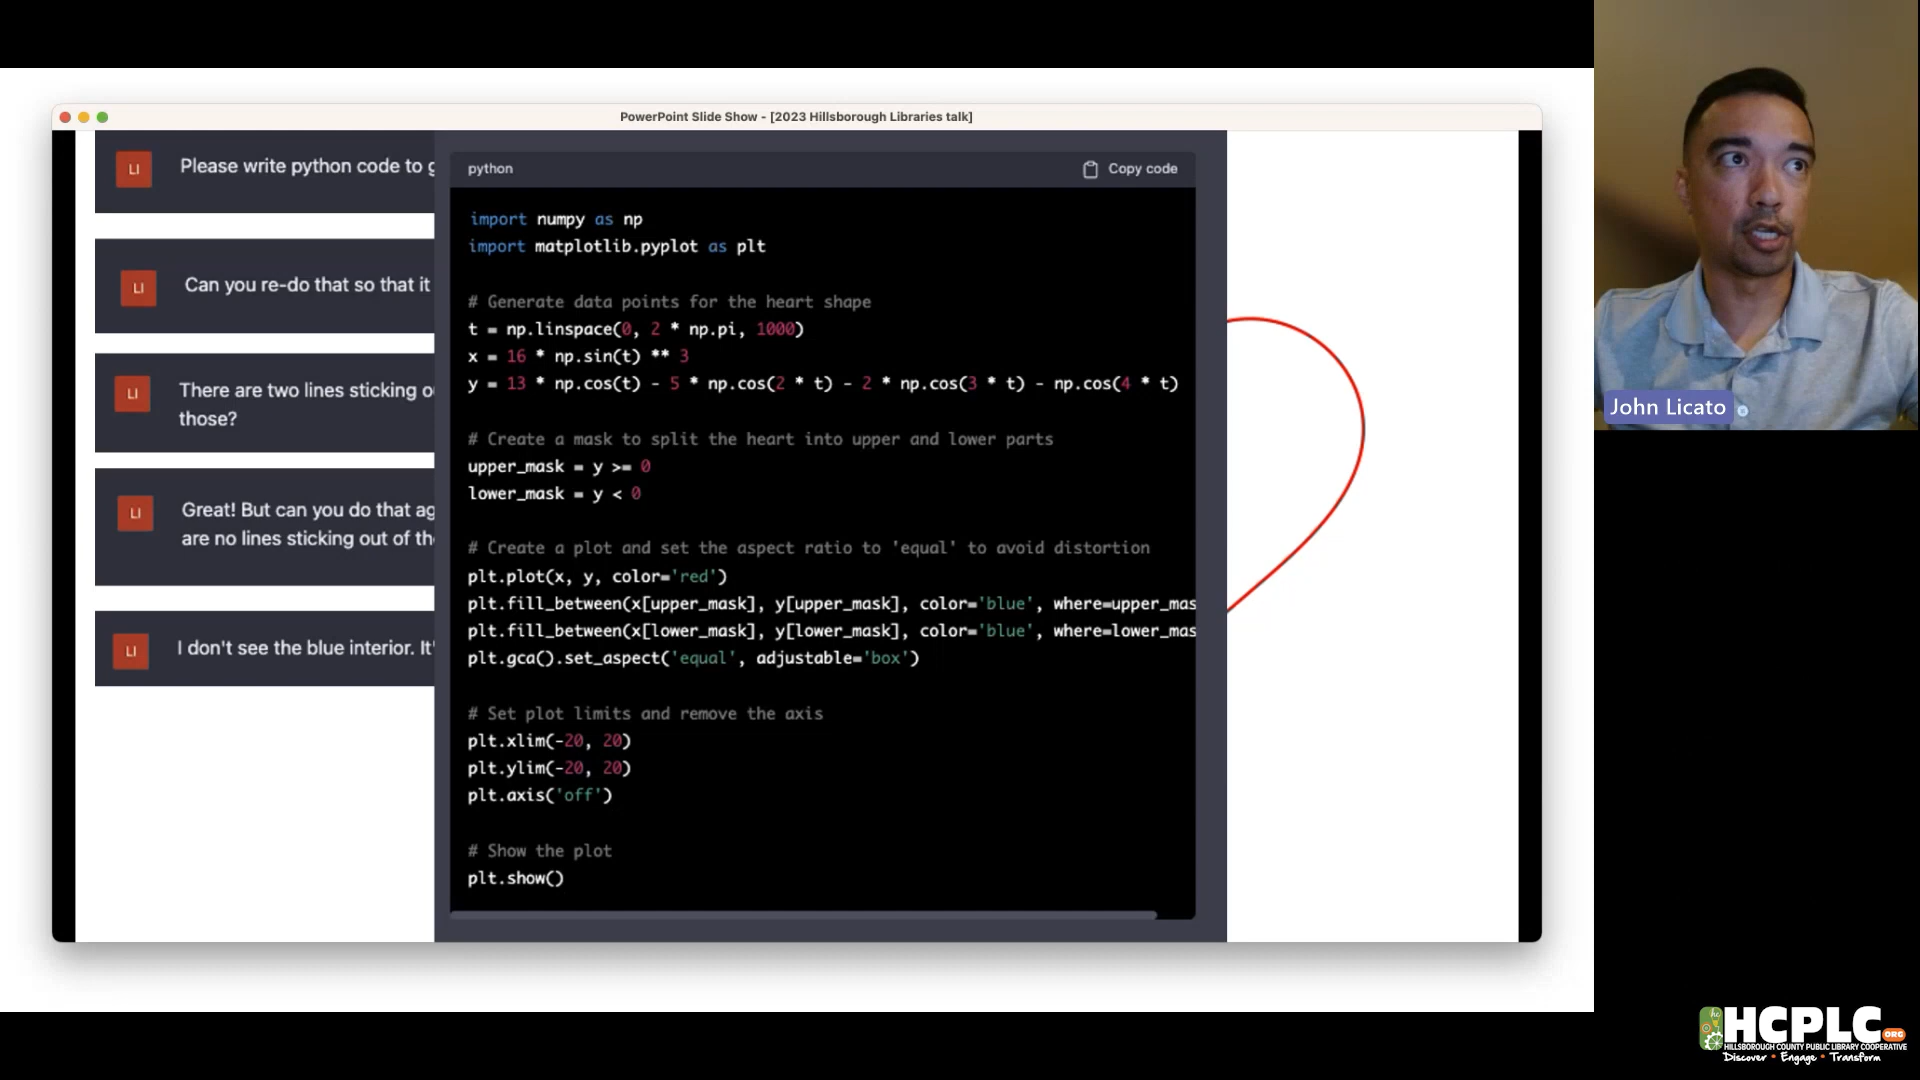 PowerPoint Slide Show - [2023 Hillsborough Libraries talk]
LI
Please write python code to g
LI
Can you re-do that so that it
LI
There are two lines sticking o
those?
LI
Great! But can you do that ag
are no lines sticking out of th
LI
I don't see the blue interior. It'
python
Copy code
import numpy as np
import matplotlib.pyplot as plt
# Generate data points for the heart shape
t = np.linspace(0, 2 * np.pi, 1000)
x = 16 * np.sin(t) ** 3
y = 13 * np.cos(t) - 5 * np.cos(2 * t) - 2 * np.cos(3 * t) - np.cos(4 * t)
# Create a mask to split the heart into upper and lower parts
upper_mask = y >= 0
lower_mask = y < 0
# Create a plot and set the aspect ratio to 'equal' to avoid distortion
plt.plot(x, y, color='red')
plt.fill_between(x[upper_mask], y[upper_mask], color='blue', where=upper_mas
plt.fill_between(x[lower_mask], y[lower_mask], color='blue', where=lower_mas
plt.gca().set_aspect('equal', adjustable='box')
# Set plot limits and remove the axis
plt.xlim(-20, 20)
plt.ylim(-20, 20)
plt.axis('off')
# Show the plot
plt.show()
John Licato
hc
HCPLC.ORG
HILLSBOROUGH COUNTY PUBLIC LIBRARY COOPERATIVE
Discover • Engage • Transform